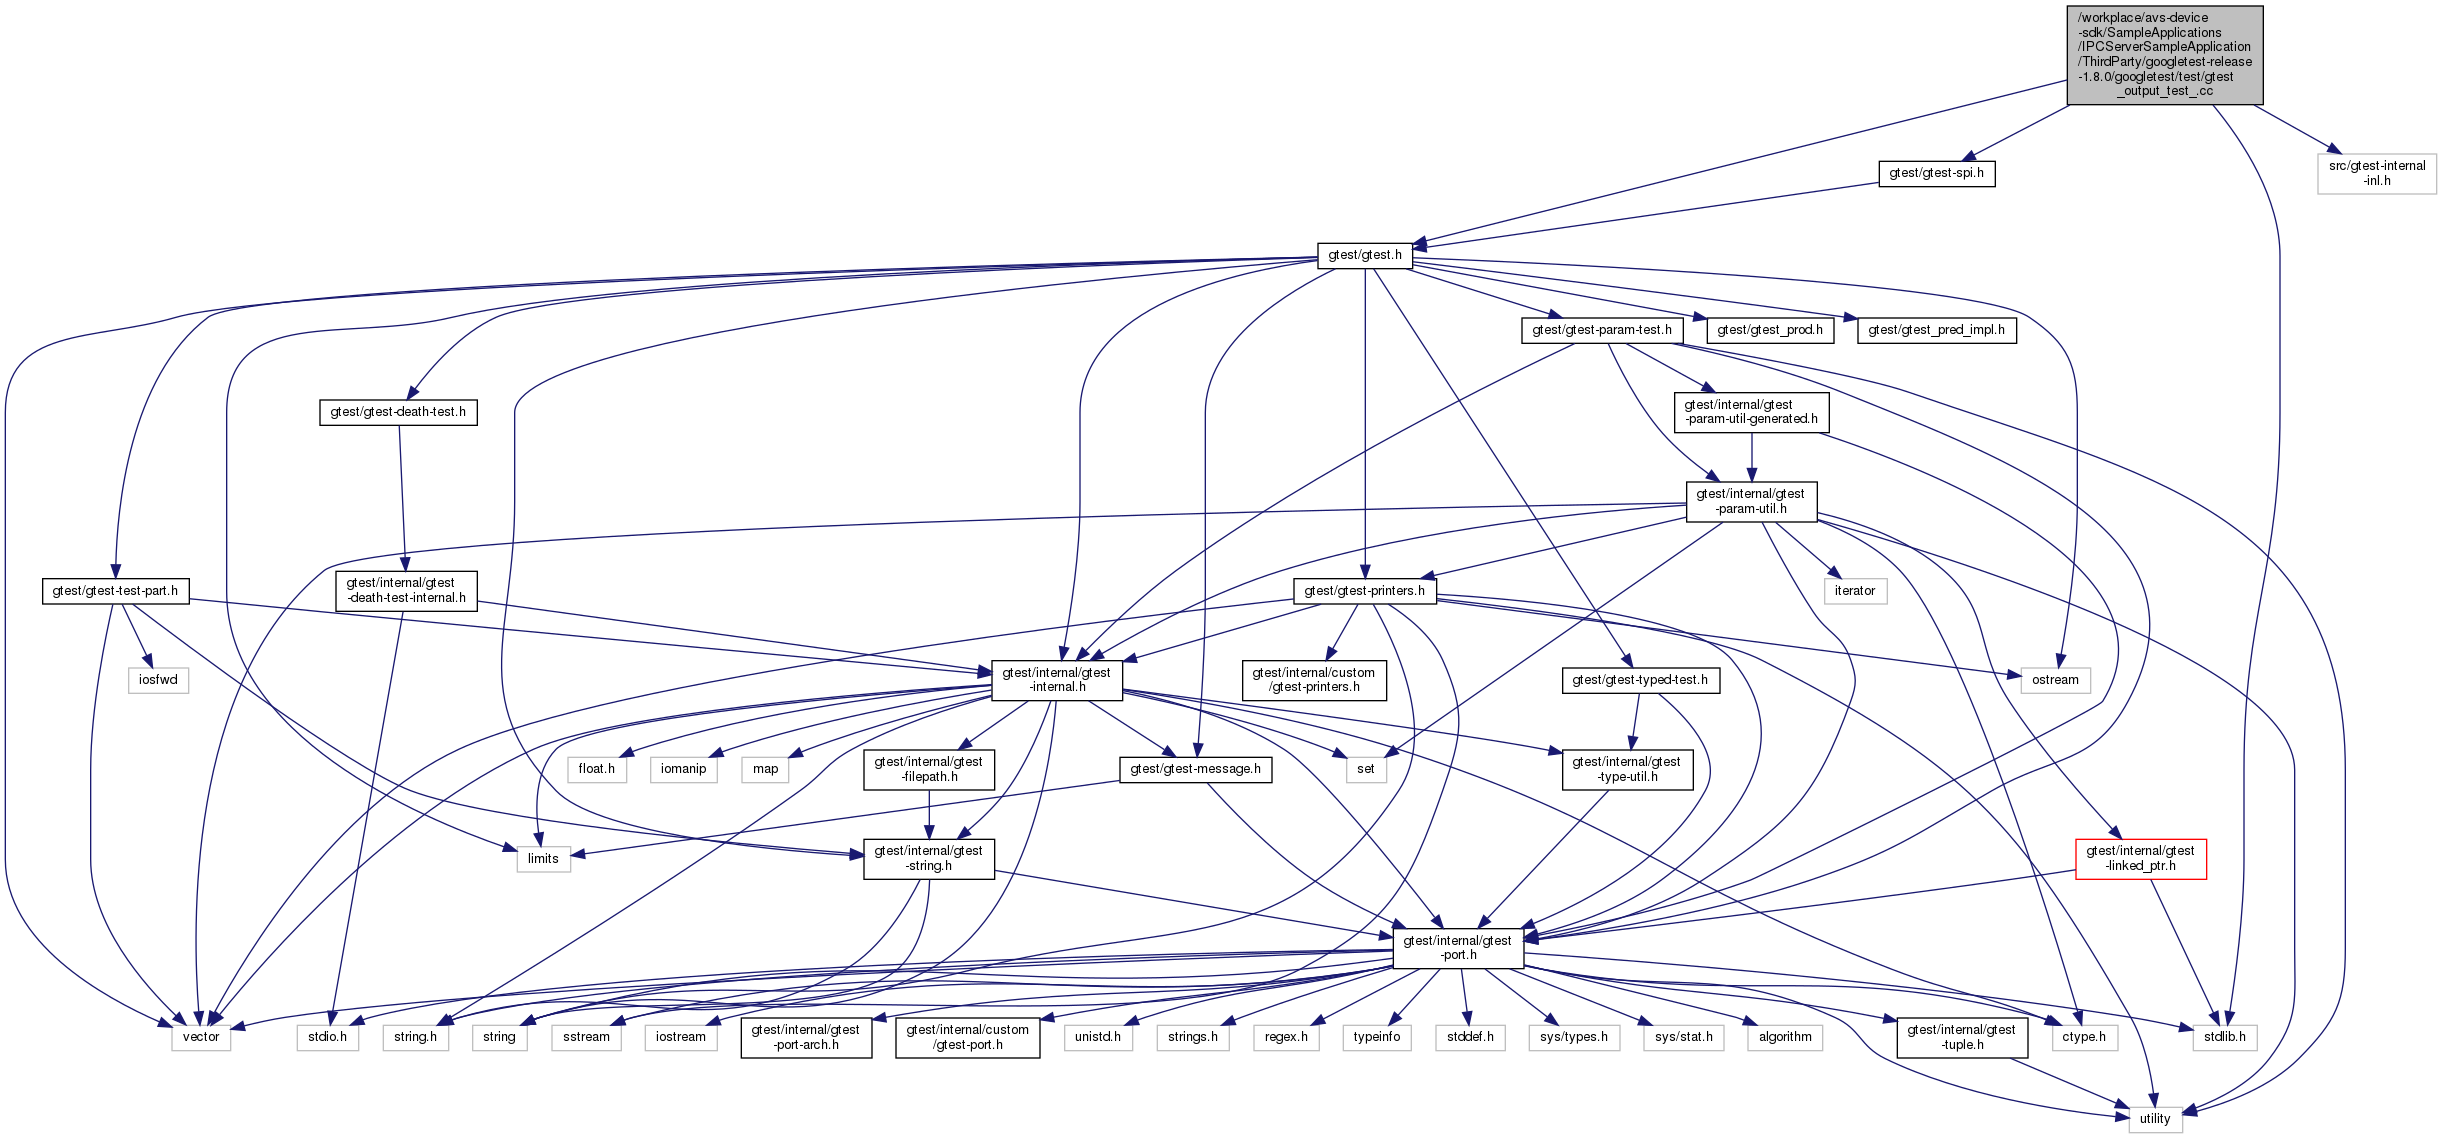 /workplace/avs-device
-sdk/SampleApplications
/IPCServerSampleApplication
/ThirdParty/googletest-release
-1.8.0/googletest/test/gtest
_output_test_.cc
gtest/gtest-spi.h
src/gtest-internal
-inl.h
gtest/gtest.h
gtest/gtest-param-test.h
gtest/gtest_prod.h
gtest/gtest_pred_impl.h
gtest/gtest-death-test.h
gtest/internal/gtest
-param-util-generated.h
gtest/internal/gtest
-param-util.h
gtest/gtest-test-part.h
gtest/internal/gtest
-death-test-internal.h
gtest/gtest-printers.h
iterator
iosfwd
gtest/internal/gtest
-internal.h
gtest/internal/custom
/gtest-printers.h
gtest/gtest-typed-test.h
ostream
float.h
iomanip
map
gtest/internal/gtest
-filepath.h
gtest/gtest-message.h
set
gtest/internal/gtest
-type-util.h
limits
gtest/internal/gtest
-string.h
gtest/internal/gtest
-linked_ptr.h
gtest/internal/gtest
-port.h
vector
stdio.h
string.h
string
sstream
iostream
gtest/internal/gtest
-port-arch.h
gtest/internal/custom
/gtest-port.h
unistd.h
strings.h
regex.h
typeinfo
stddef.h
sys/types.h
sys/stat.h
algorithm
gtest/internal/gtest
-tuple.h
ctype.h
stdlib.h
utility